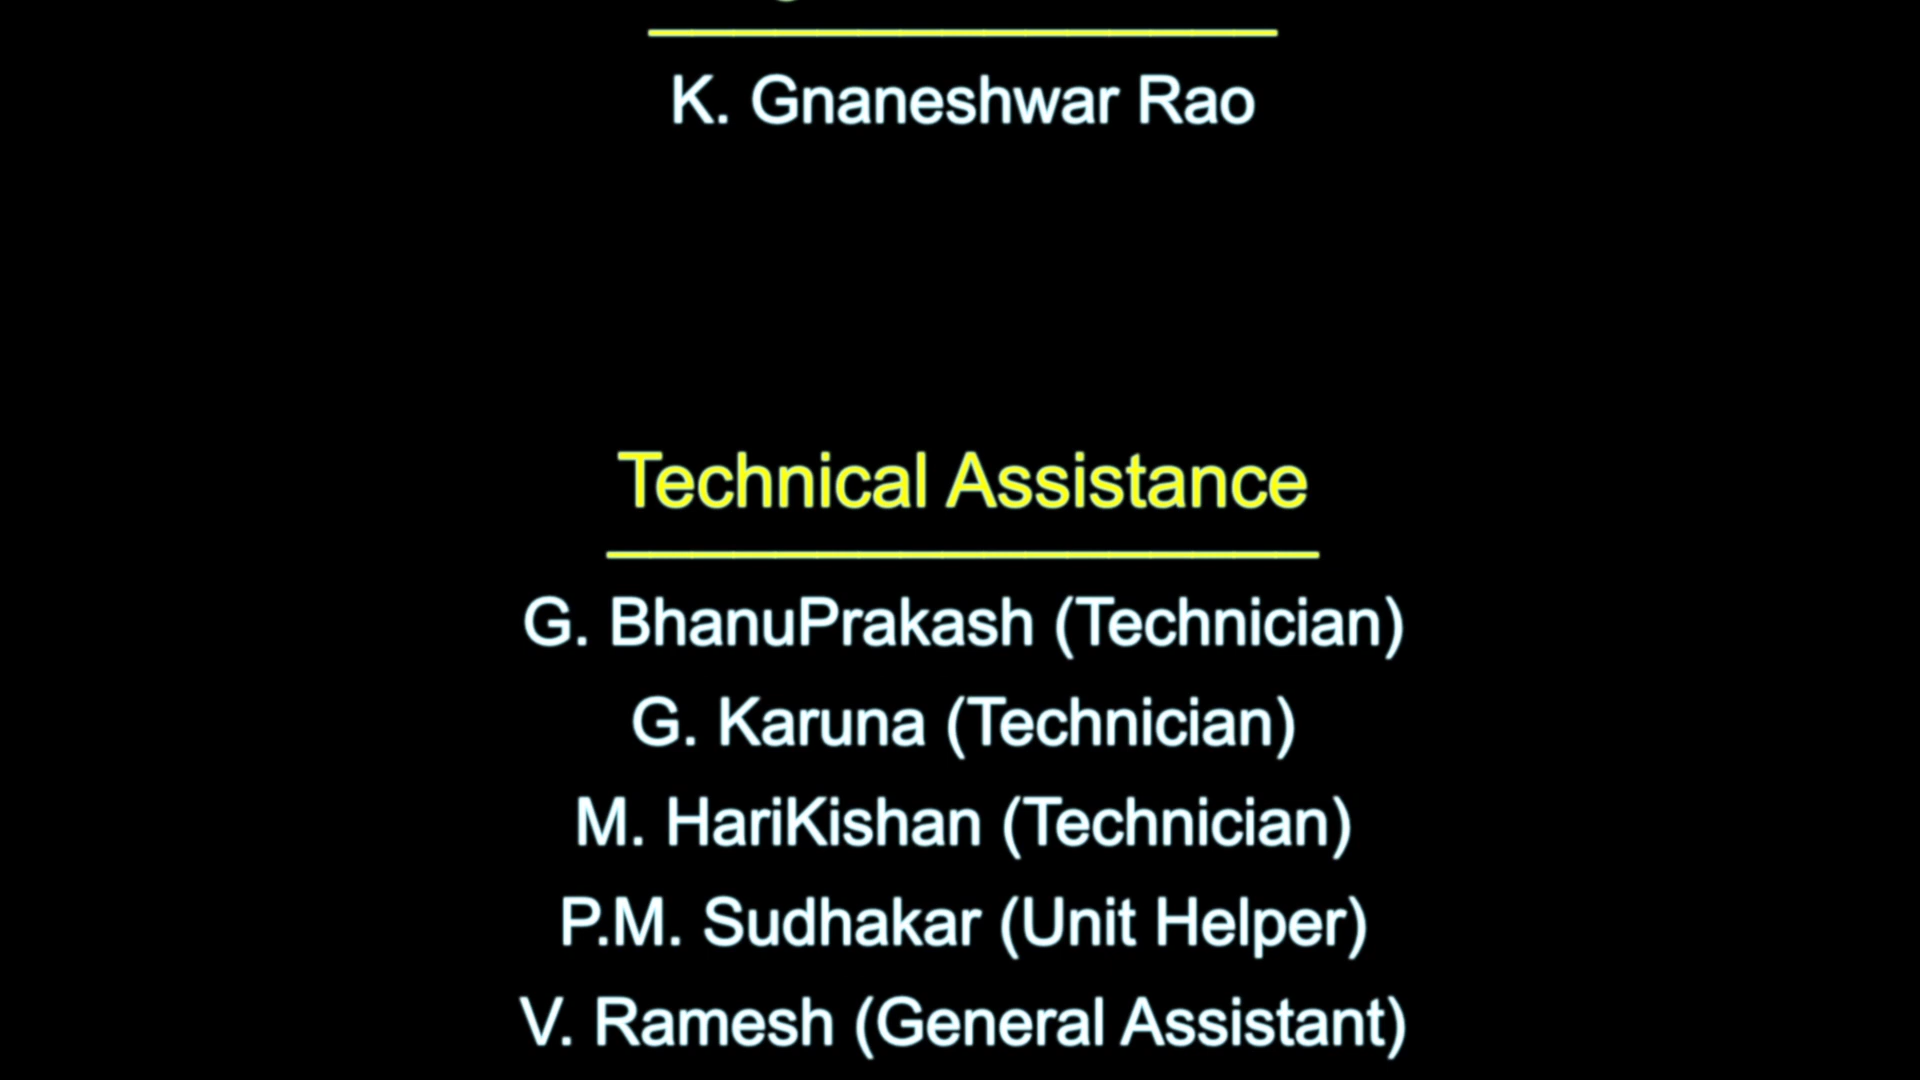 K. Gnaneshwar Rao
Technical Assistance
G. BhanuPrakash (Technician)
G. Karuna (Technician)
M. HariKishan (Technician)
P.M. Sudhakar (Unit Helper)
V. Ramesh (General Assistant)